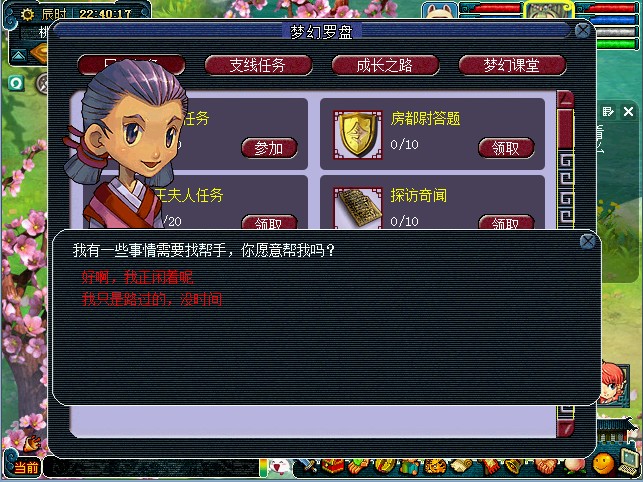 辰时 22:40:17
梦幻罗盘
支线任务
成长之路
梦幻课堂
任务
参加
房都尉答题
0/10
领取
王夫人任务
/20
领取
探访奇闻
0/10
领取
我有一些事情需要找帮手，你愿意帮我吗？
好啊，我正闲着呢
我只是路过的，没时间
当前